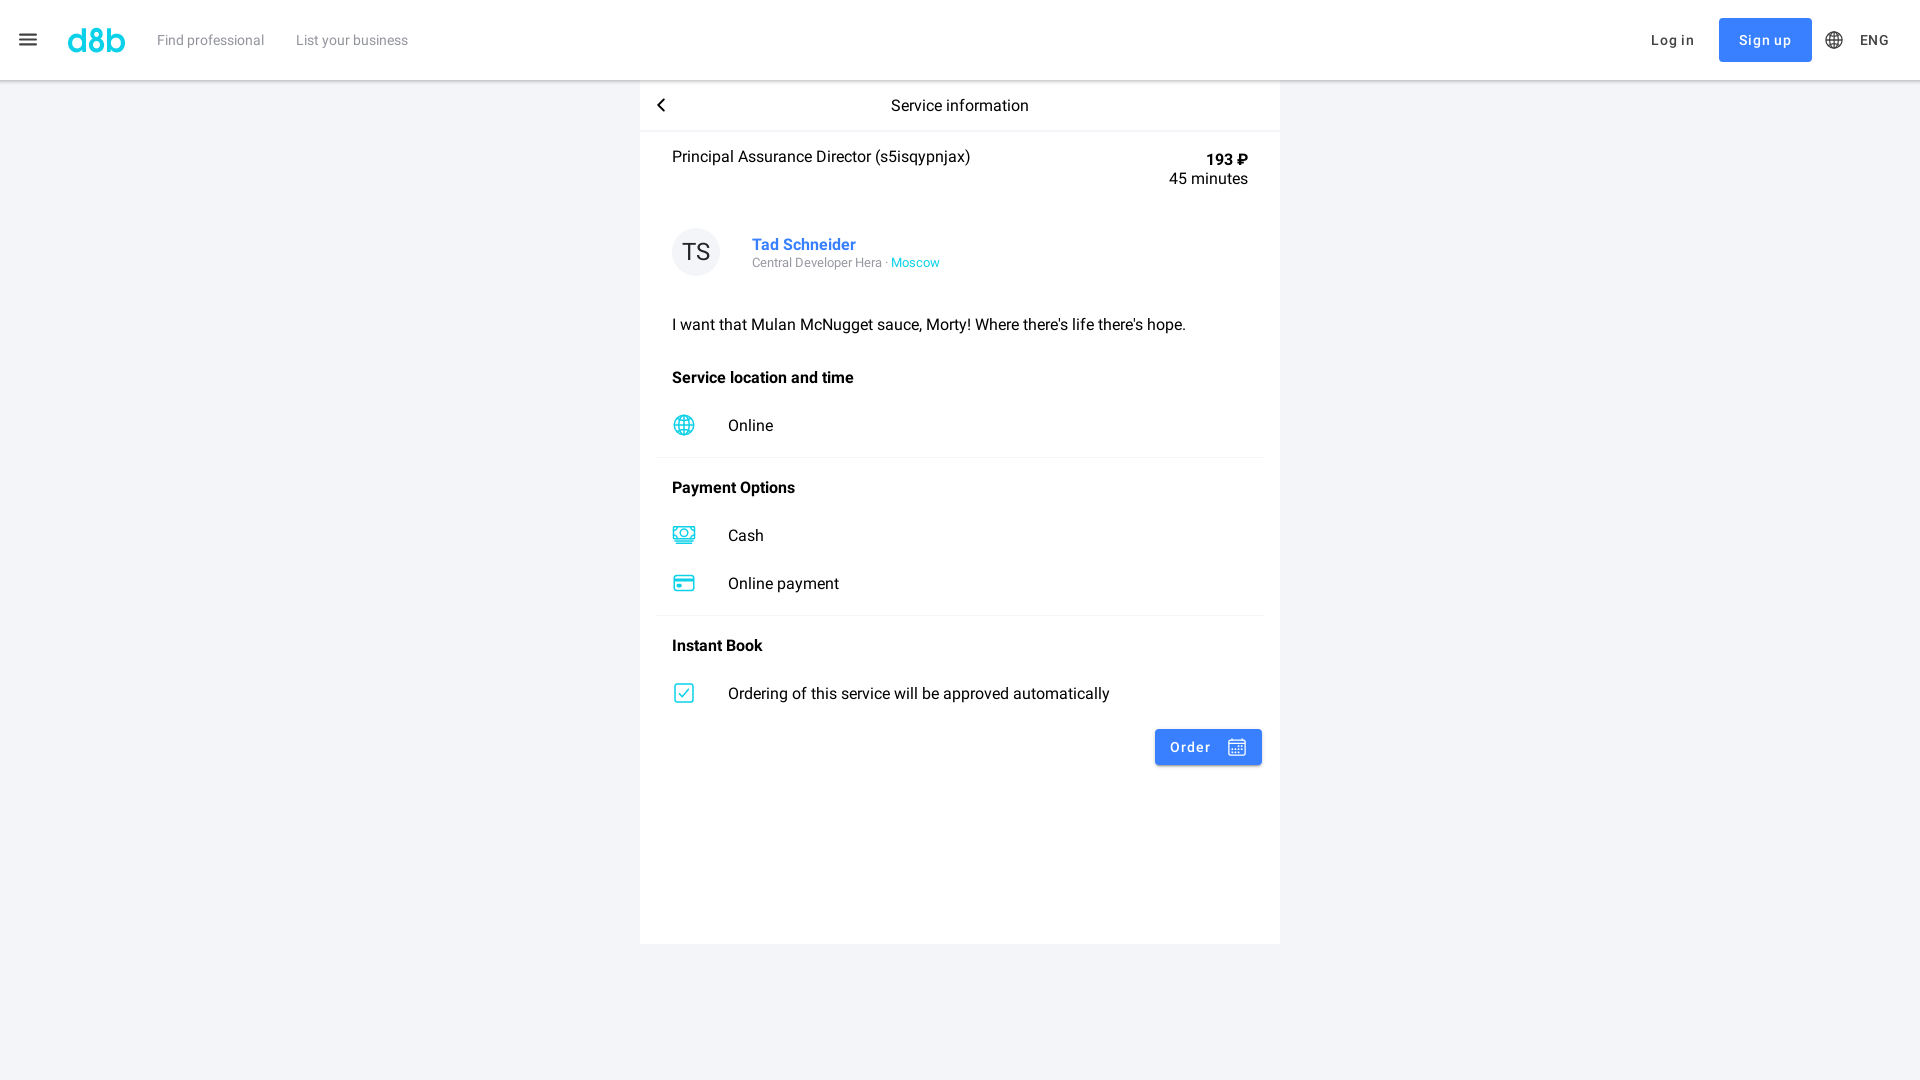 d8b
Find professional
List your business
Log in
Sign up
ENG
Service information
Principal Assurance Director (s5isqypnjax)
193 ₽
45 minutes
TS
Tad Schneider
Central Developer Hera · Moscow
I want that Mulan McNugget sauce, Morty! Where there's life there's hope.
Service location and time
Online
Payment Options
Cash
Online payment
Instant Book
Ordering of this service will be approved automatically
Order